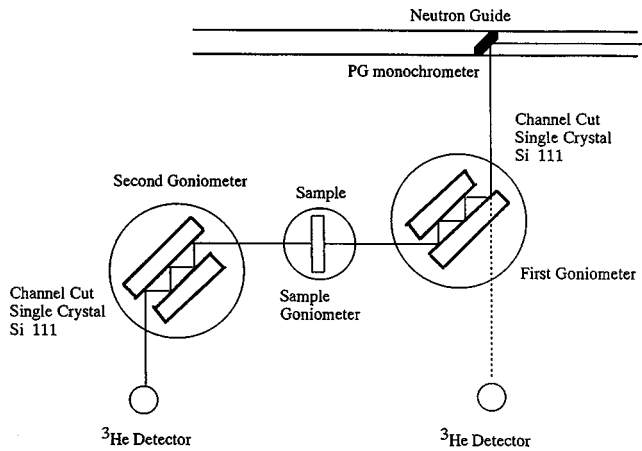 Neutron Guide
PG monochrometer
Channel Cut
Single Crystal
Si 111
Second Goniometer
Sample
First Goniometer
Sample
Goniometer
Channel Cut
Single Crystal
Si 111
3He Detector
3He Detector